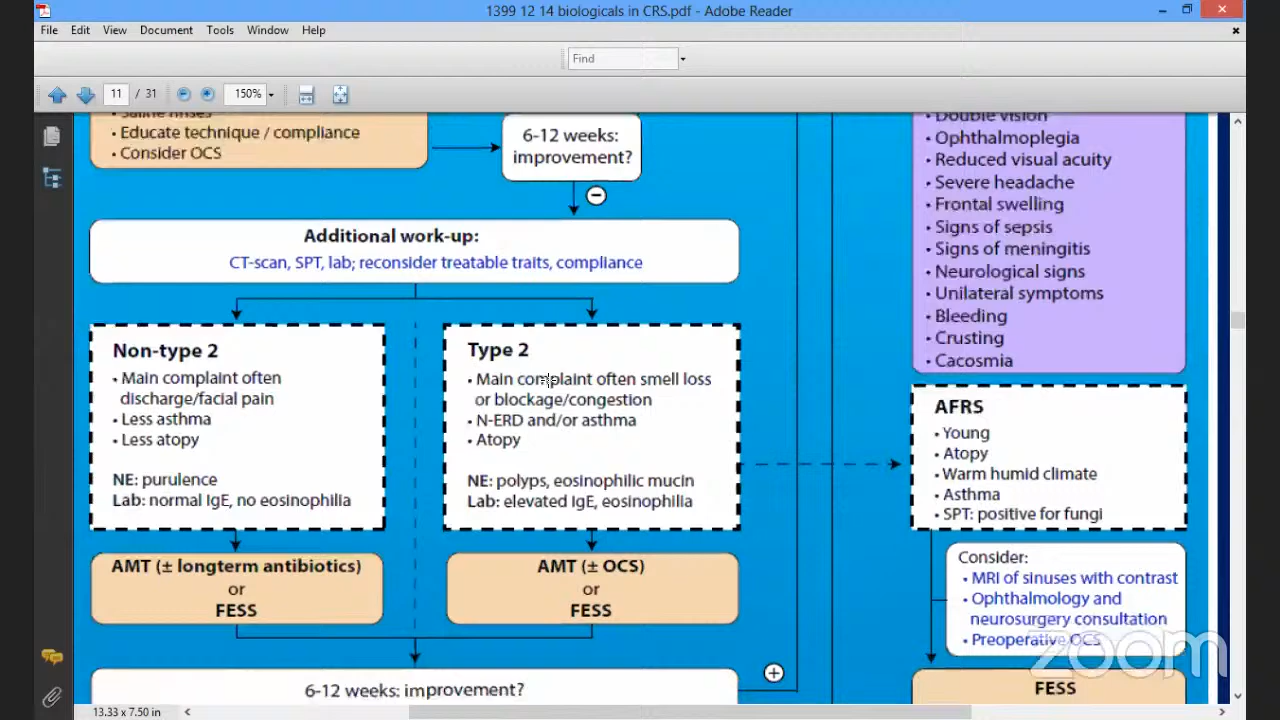 1399 12 14 biologicals in CRS.pdf - Adobe Reader
File Edit View Document Tools Window Help
Find
11 / 31 150%
• Saline rinses
• Educate technique / compliance
• Consider OCS
6-12 weeks:
improvement?
Additional work-up:
CT-scan, SPT, lab; reconsider treatable traits, compliance
Non-type 2
• Main complaint often
discharge/facial pain
• Less asthma
• Less atopy
NE: purulence
Lab: normal IgE, no eosinophilia
Type 2
• Main complaint often smell loss
or blockage/congestion
• N-ERD and/or asthma
• Atopy
NE: polyps, eosinophilic mucin
Lab: elevated IgE, eosinophilia
AMT (± longterm antibiotics)
or
FESS
AMT (± OCS)
or
FESS
6-12 weeks: improvement?
• Double vision
• Ophthalmoplegia
• Reduced visual acuity
• Severe headache
• Frontal swelling
• Signs of sepsis
• Signs of meningitis
• Neurological signs
• Unilateral symptoms
• Bleeding
• Crusting
• Cacosmia
AFRS
• Young
• Atopy
• Warm humid climate
• Asthma
• SPT: positive for fungi
Consider:
• MRI of sinuses with contrast
• Ophthalmology and
neurosurgery consultation
• Preoperative OCS
FESS
zoom
13.33 x 7.50 in